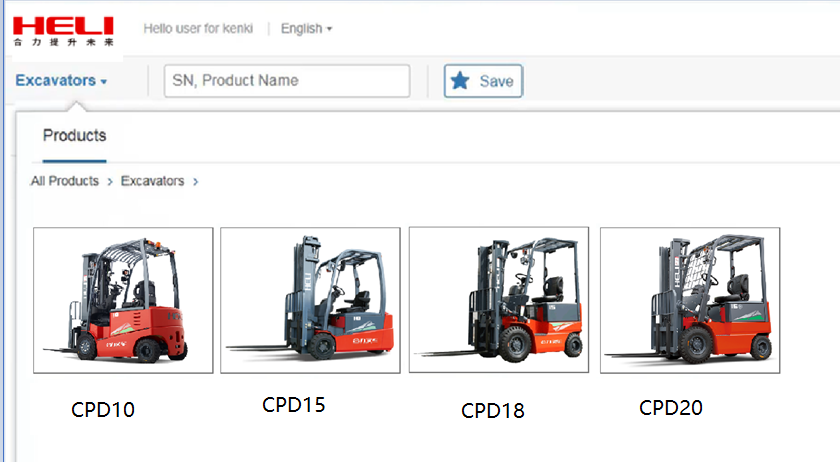 HELI
合力提升未来
Hello user for kenki
English
Excavators
SN, Product Name
Save
Products
All Products > Excavators >
HELI
CPD10
CPD15
CPD18
CPD20